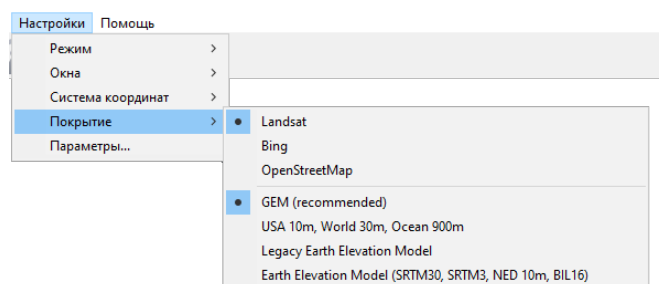 Настройки Помощь
Режим
Окна
Система координат
Покрытие
Параметры...
Landsat
Bing
OpenStreetMap
GEM (recommended)
USA 10m, World 30m, Ocean 900m
Legacy Earth Elevation Model
Earth Elevation Model (SRTM30, SRTM3, NED 10m, BIL16)